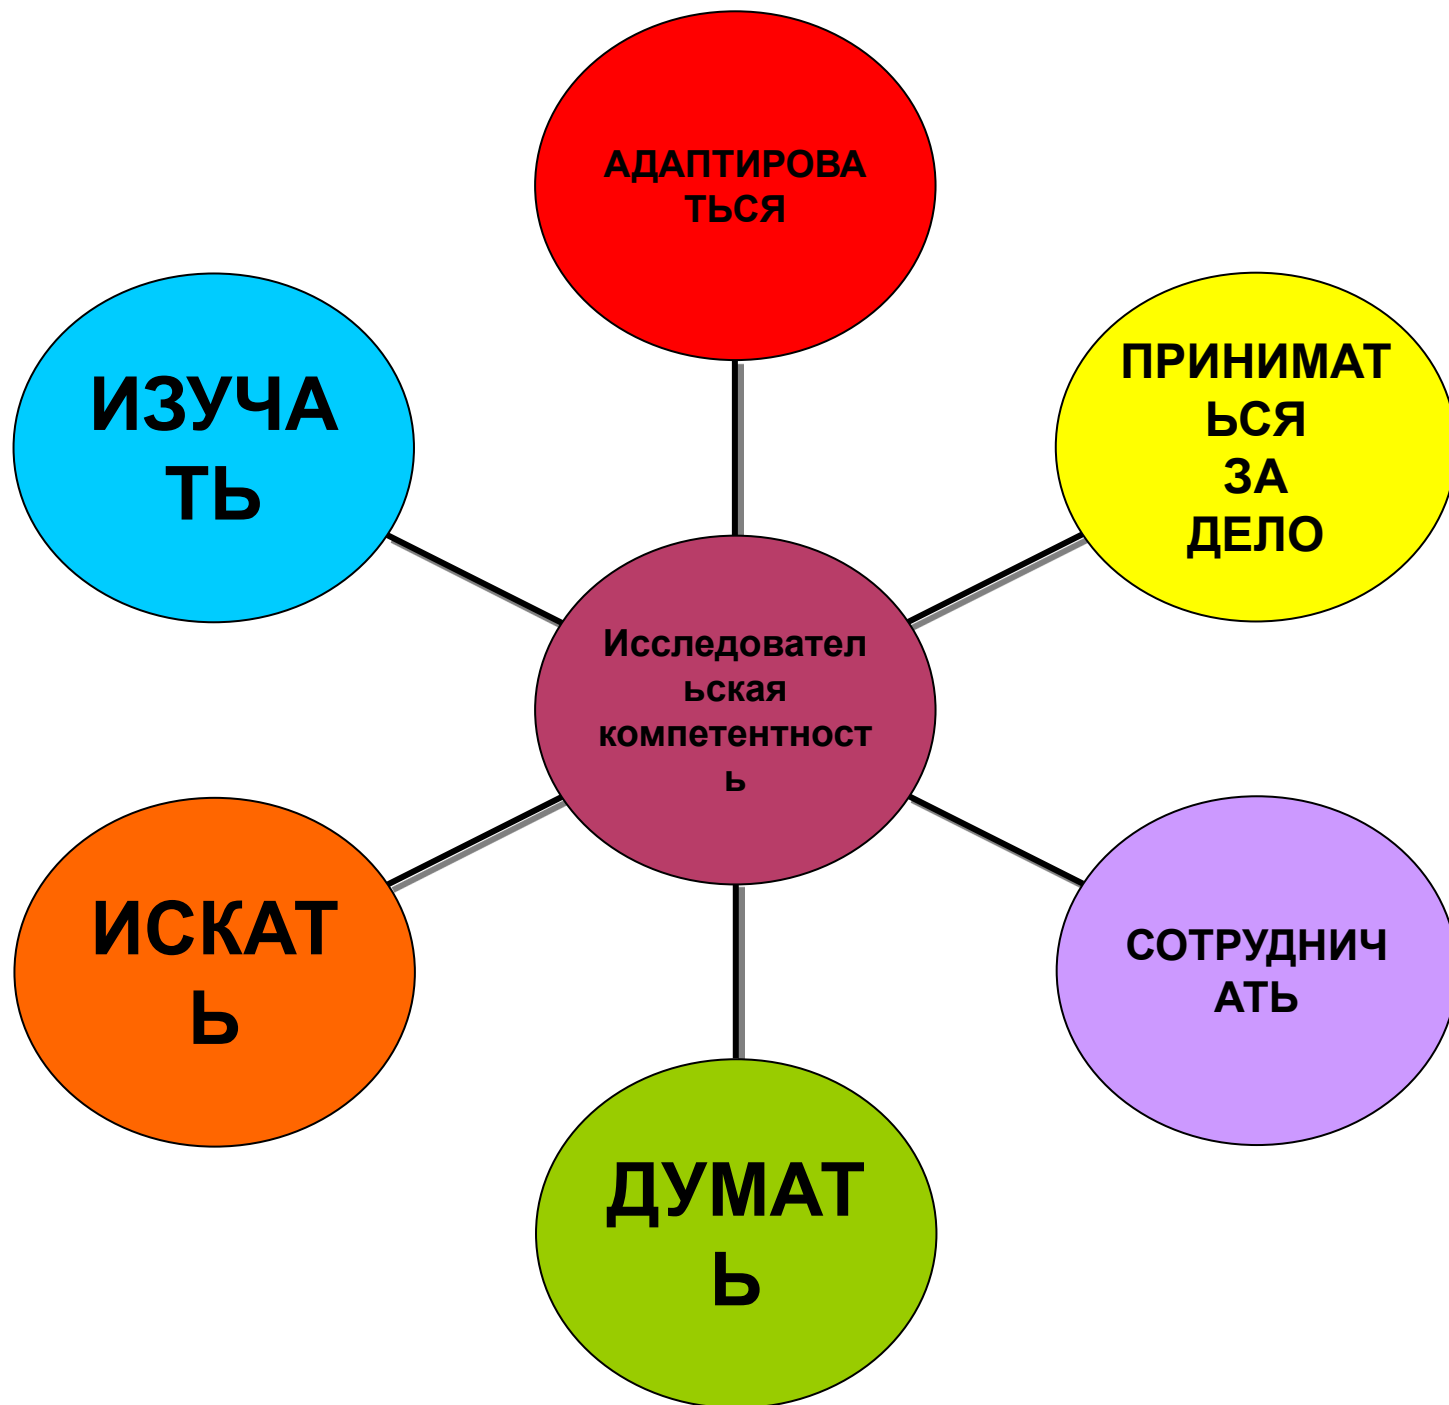 АДАПТИРОВА
ТЬСЯ
ИЗУЧА
ТЬ
ПРИНИМАТ
ЬСЯ
ЗА
ДЕЛО
Исследовател
ьская
компетентност
ь
ИСКАТ
Ь
СОТРУДНИЧ
АТЬ
ДУМАТ
Ь